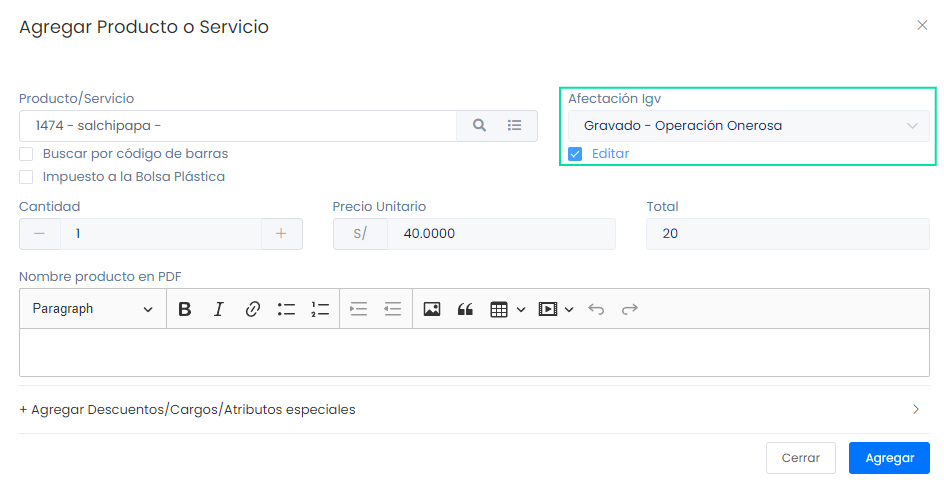 Agregar Producto o Servicio
Producto/Servicio
Afectación Igv
1474 - salchipapa -
Gravado - Operación Onerosa
Buscar por código de barras
Editar
Impuesto a la Bolsa Plástica
Cantidad
Precio Unitario
Total
1
S/
40.0000
20
Nombre producto en PDF
Paragraph
+ Agregar Descuentos/Cargos/Atributos especiales
Cerrar
Agregar